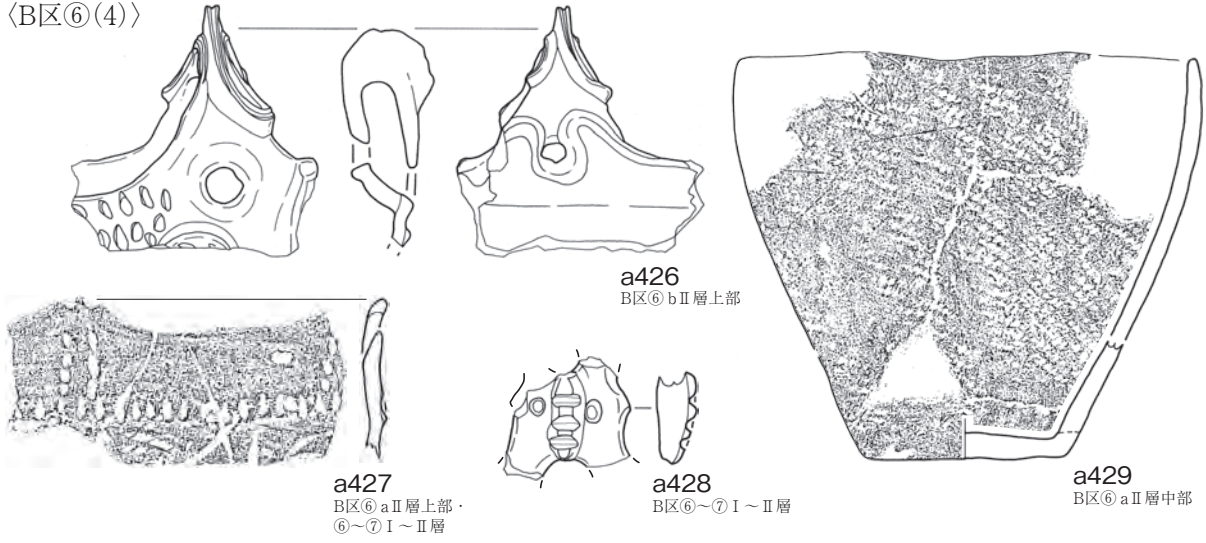 〈B区⑥(4)〉
a426
B区⑥ bⅡ層上部
a427
B区⑥ aⅡ層上部・
⑥~⑦Ⅰ~Ⅱ層
a428
B区⑥~⑦Ⅰ~Ⅱ層
a429
B区⑥ aⅡ層中部